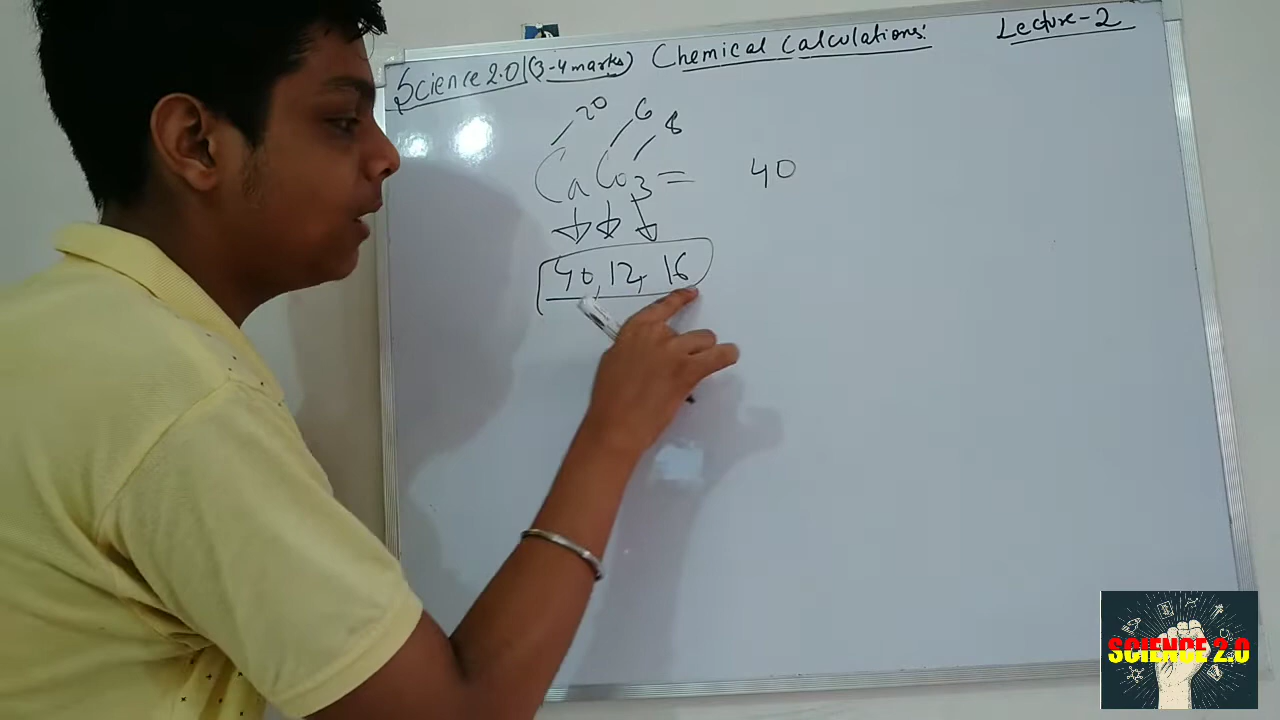 Science 2.0 (3-4 marks) Chemical Calculations: Lecture-2
20 6 8
CaCo3= 40
40, 12, 16
SCIENCE 2.0